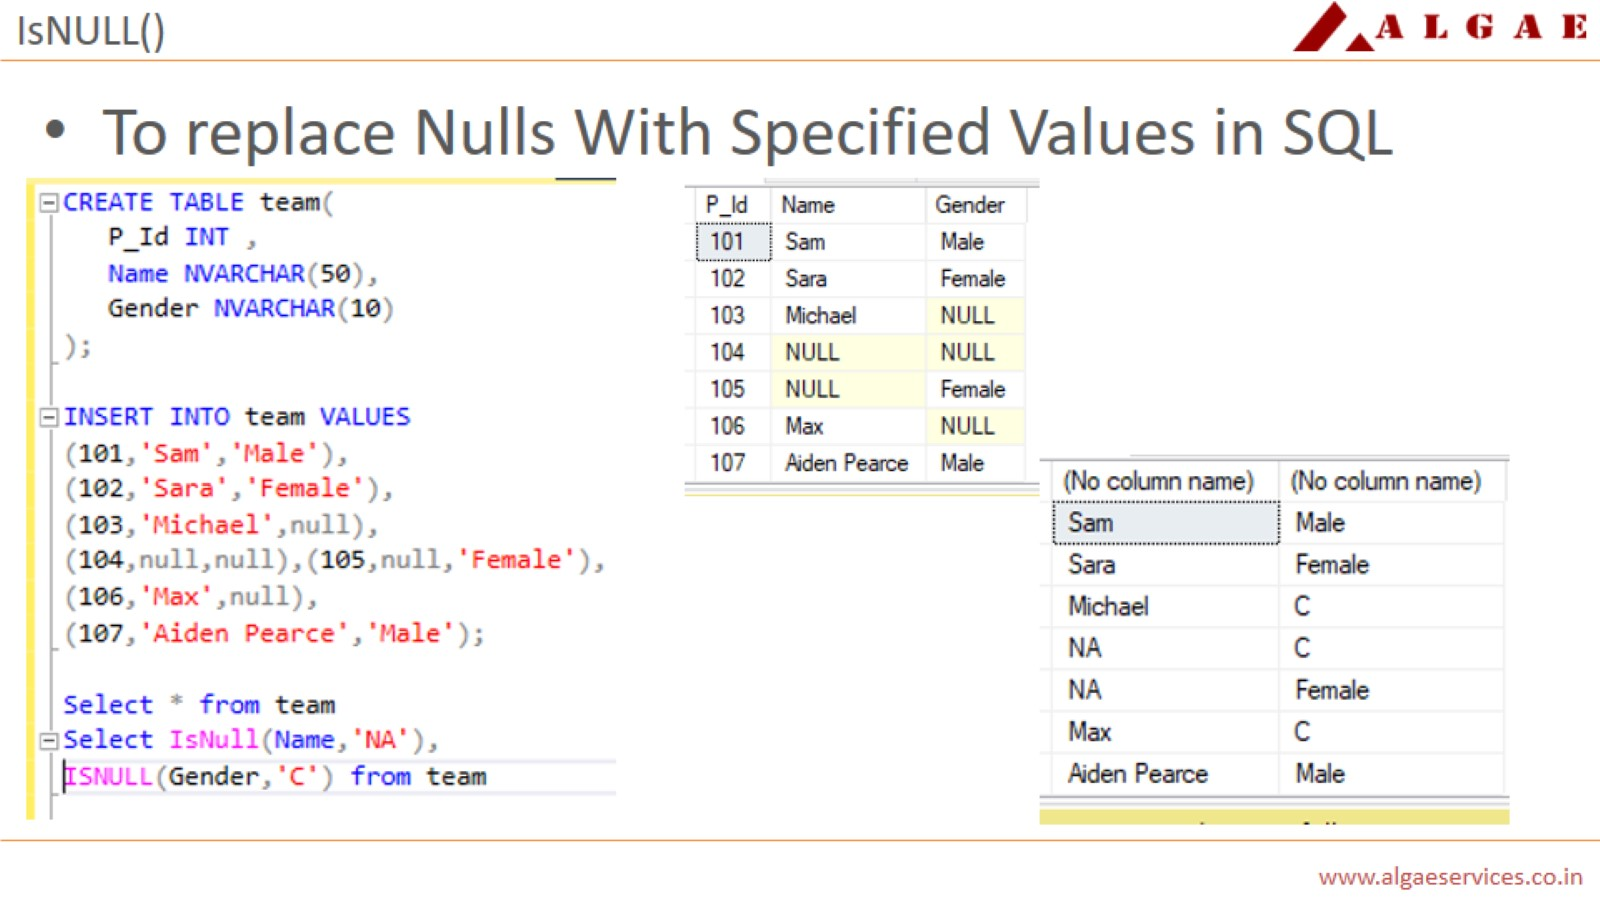 IsNULL()
ALGAE
• To replace Nulls With Specified Values in SQL
CREATE TABLE team(
P_Id INT ,
Name NVARCHAR(50),
Gender NVARCHAR(10)
);
INSERT INTO team VALUES
(101,'Sam','Male'),
(102,'Sara','Female'),
(103,'Michael',null),
(104,null,null),(105,null,'Female'),
(106,'Max',null),
(107,'Aiden Pearce','Male');
Select * from team
Select IsNull(Name,'NA'),
ISNULL(Gender,'C') from team
P_Id Name Gender
101 Sam Male
102 Sara Female
103 Michael NULL
104 NULL NULL
105 NULL Female
106 Max NULL
107 Aiden Pearce Male
(No column name) (No column name)
Sam Male
Sara Female
Michael C
NA C
NA Female
Max C
Aiden Pearce Male
www.algaeservices.co.in